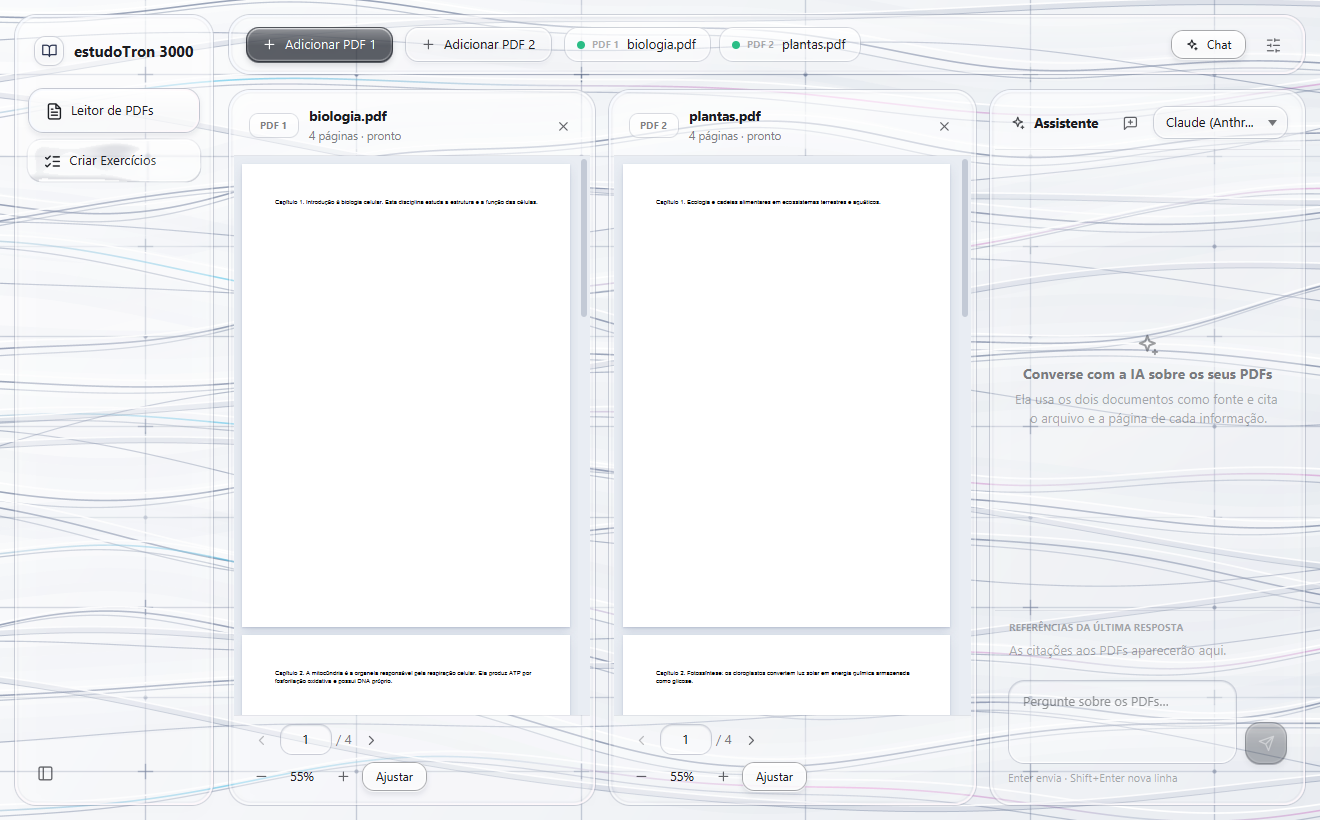 estudoTron 3000
Leitor de PDFs
Criar Exercícios
Adicionar PDF 1
Adicionar PDF 2
PDF 1 biologia.pdf
PDF 2 plantas.pdf
Chat
PDF 1
biologia.pdf
4 páginas · pronto
Capítulo 1. Introdução à biologia celular. Esta disciplina estuda a estrutura e a função das células.
Capítulo 2. A mitocôndria é a organela responsável pela respiração celular. Ela produz ATP por
fosforilação oxidativa e possui DNA próprio.
1 / 4
55%
Ajustar
PDF 2
plantas.pdf
4 páginas · pronto
Capítulo 1. Ecologia e cadeias alimentares em ecossistemas terrestres e aquáticos.
Capítulo 2. Fotossíntese: os cloroplastos convertem luz solar em energia química armazenada
como glicose.
1 / 4
55%
Ajustar
Assistente
Claude (Anthr...
Converse com a IA sobre os seus PDFs
Ela usa os dois documentos como fonte e cita
o arquivo e a página de cada informação.
REFERÊNCIAS DA ÚLTIMA RESPOSTA
As citações aos PDFs aparecerão aqui.
Pergunte sobre os PDFs...
Enter envia · Shift+Enter nova linha